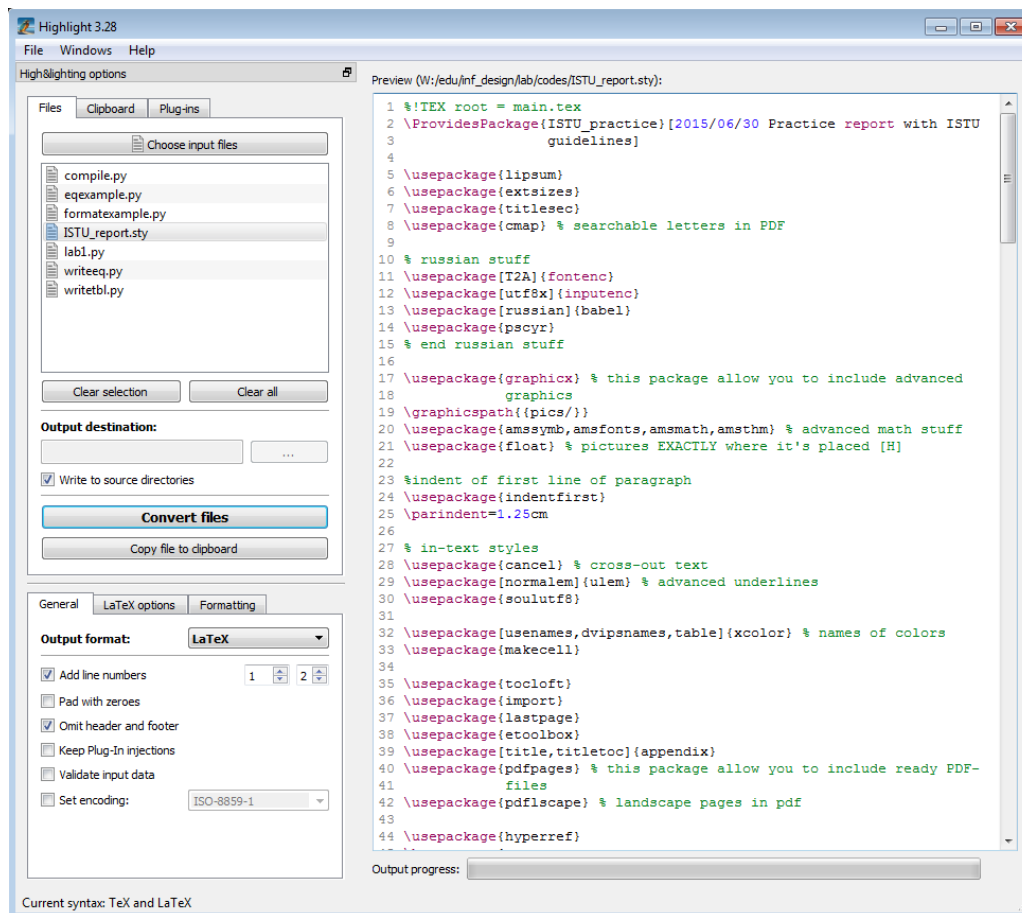 Highlight 3.28
File Windows Help
High&lighting options
Files Clipboard Plug-ins
Choose input files
compile.py
eqexample.py
formatexample.py
ISTU_report.sty
lab1.py
writeeq.py
writetbl.py
Clear selection Clear all
Output destination:
...
Write to source directories
Convert files
Copy file to clipboard
General LaTeX options Formatting
Output format: LaTeX
Add line numbers 1 2
Pad with zeroes
Omit header and footer
Keep Plug-In injections
Validate input data
Set encoding: ISO-8859-1
Preview (W:/edu/inf_design/lab/codes/ISTU_report.sty):
1 %!TEX root = main.tex
2 \ProvidesPackage{ISTU_practice}[2015/06/30 Practice report with ISTU
3 guidelines]
4
5 \usepackage{lipsum}
6 \usepackage{extsizes}
7 \usepackage{titlesec}
8 \usepackage{cmap} % searchable letters in PDF
9
10 % russian stuff
11 \usepackage[T2A]{fontenc}
12 \usepackage[utf8x]{inputenc}
13 \usepackage[russian]{babel}
14 \usepackage{pscyr}
15 % end russian stuff
16
17 \usepackage{graphicx} % this package allow you to include advanced
18 graphics
19 \graphicspath{{pics/}}
20 \usepackage{amssymb,amsfonts,amsmath,amsthm} % advanced math stuff
21 \usepackage{float} % pictures EXACTLY where it's placed [H]
22
23 %indent of first line of paragraph
24 \usepackage{indentfirst}
25 \parindent=1.25cm
26
27 % in-text styles
28 \usepackage{cancel} % cross-out text
29 \usepackage[normalem]{ulem} % advanced underlines
30 \usepackage{soulutf8}
31
32 \usepackage[usenames,dvipsnames,table]{xcolor} % names of colors
33 \usepackage{makecell}
34
35 \usepackage{tocloft}
36 \usepackage{import}
37 \usepackage{lastpage}
38 \usepackage{etoolbox}
39 \usepackage[title,titletoc]{appendix}
40 \usepackage{pdfpages} % this package allow you to include ready PDF-
41 files
42 \usepackage{pdflscape} % landscape pages in pdf
43
44 \usepackage{hyperref}
Output progress:
Current syntax: TeX and LaTeX